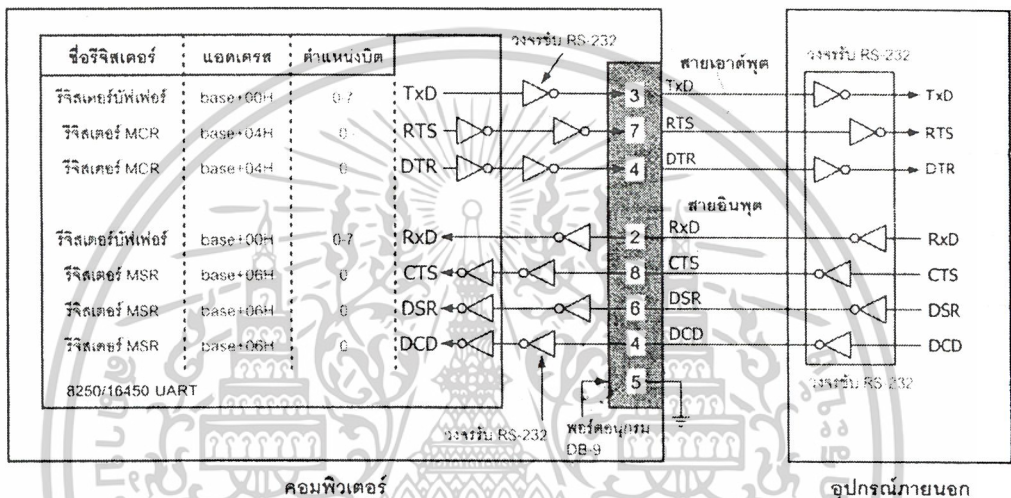 ชื่อรีจิสเตอร์ แอดเดรส ตำแหน่งบิต
รีจิสเตอร์บัฟเฟอร์ base+00H 0-7 TxD
รีจิสเตอร์ MCR base+04H 0 RTS
รีจิสเตอร์ MCR base+04H 0 DTR
รีจิสเตอร์บัฟเฟอร์ base+00H 0-7 RxD
รีจิสเตอร์ MSR base+06H 0 CTS
รีจิสเตอร์ MSR base+06H 0 DSR
รีจิสเตอร์ MSR base+06H 0 DCD
8250/16450 UART
วงจรขับ RS-232
วงจรรับ RS-232
3
7
4
2
8
6
4
5
พอร์ตอนุกรม
DB-9
คอมพิวเตอร์
สายเอาต์พุต
TxD
RTS
DTR
สายอินพุต
RxD
CTS
DSR
DCD
วงจรรับ RS-232
TxD
RTS
DTR
RxD
CTS
DSR
DCD
วงจรขับ RS-232
อุปกรณ์ภายนอก